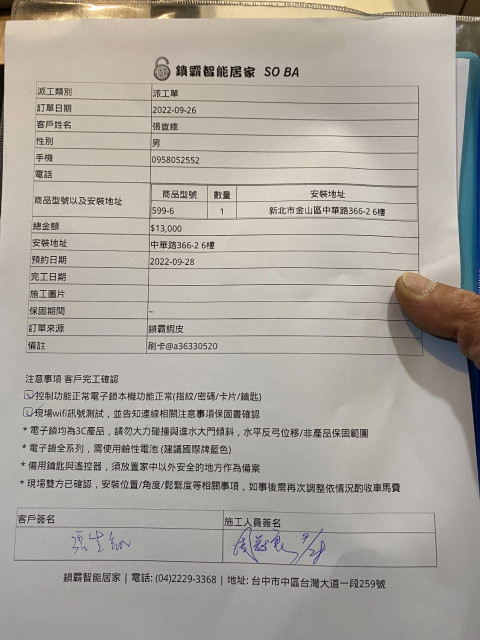 鎖霸智能居家 SO BA
派工類別 派工單
訂單日期 2022-09-26
客戶姓名 張豈維
性別 男
手機 0958052552
電話
商品型號以及安裝地址 商品型號 數量 安裝地址
599-6 1 新北市金山區中華路366-2 6樓
總金額 $13,000
安裝地址 中華路366-2 6樓
預約日期 2022-09-28
完工日期
施工圖片
保固期間 ~
訂單來源 鎖霸蝦皮
備註 刷卡@a36330520
注意事項 客戶完工確認
控制功能正常電子鎖本機功能正常(指紋/密碼/卡片/鑰匙)
現場wifi訊號測試，並告知連線相關注意事項保固書確認
* 電子鎖均為3C產品，請勿大力碰撞與進水大門傾斜，水平反弓位移/非產品保固範圍
* 電子鎖全系列，需使用鹼性電池 (建議國際牌藍色)
* 備用鑰匙與遙控器，須放置家中以外安全的地方作為備案
* 現場雙方已確認，安裝位置/角度/鬆緊度等相關事項，如事後需再次調整依情況酌收車馬費
客戶簽名 施工人員簽名
9/28
鎖霸智能居家 | 電話: (04)2229-3368 | 地址: 台中市中區台灣大道一段259號